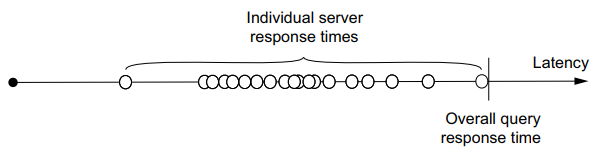 Individual server
response times
Latency
Overall query
response time